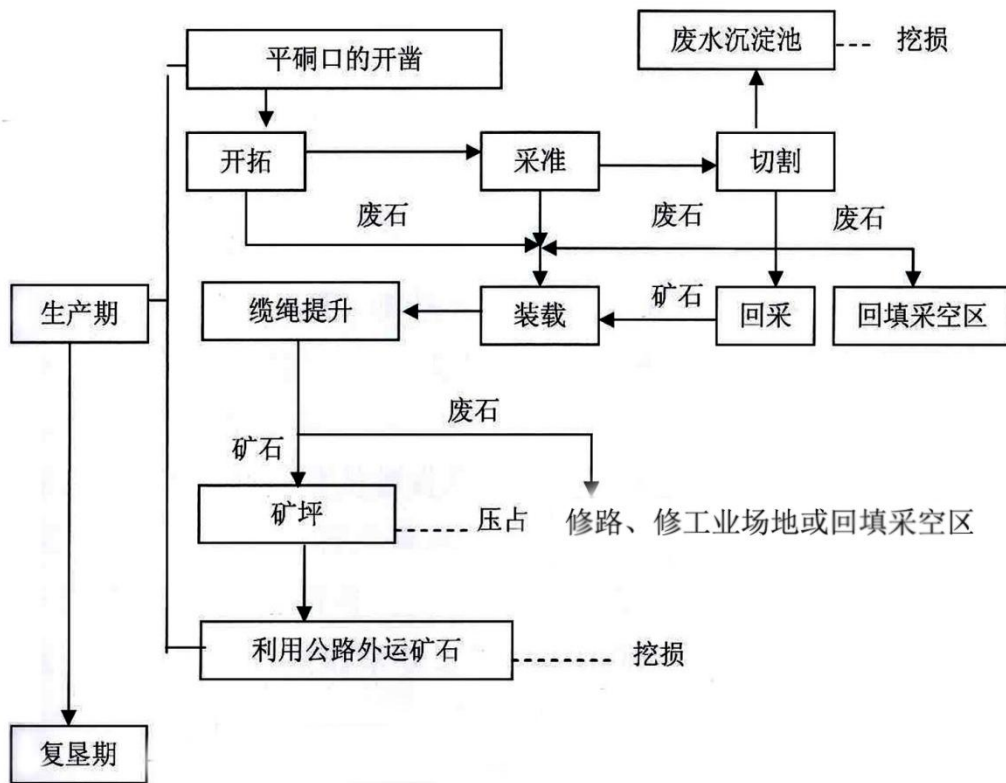 废水沉淀池
挖损
平硐口的开凿
开拓
采准
切割
废石
废石
废石
生产期
缆绳提升
装载
矿石
回采
回填采空区
废石
矿石
矿坪
压占
修路、修工业场地或回填采空区
利用公路外运矿石
挖损
复垦期